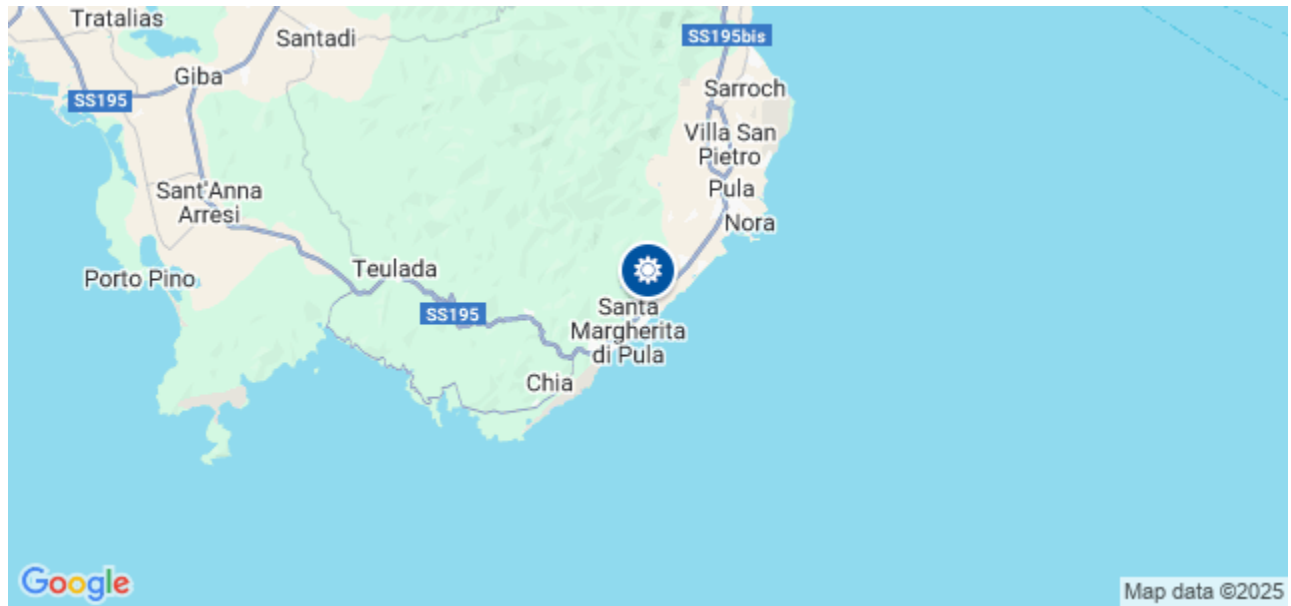 Tratalias
Santadi
SS195bis
Giba
Sarroch
SS195
Villa San
Pietro
Pula
Sant'Anna
Arresi
Nora
Teulada
Porto Pino
SS195
Santa
Margherita
di Pula
Chia
Google
Map data ©2025